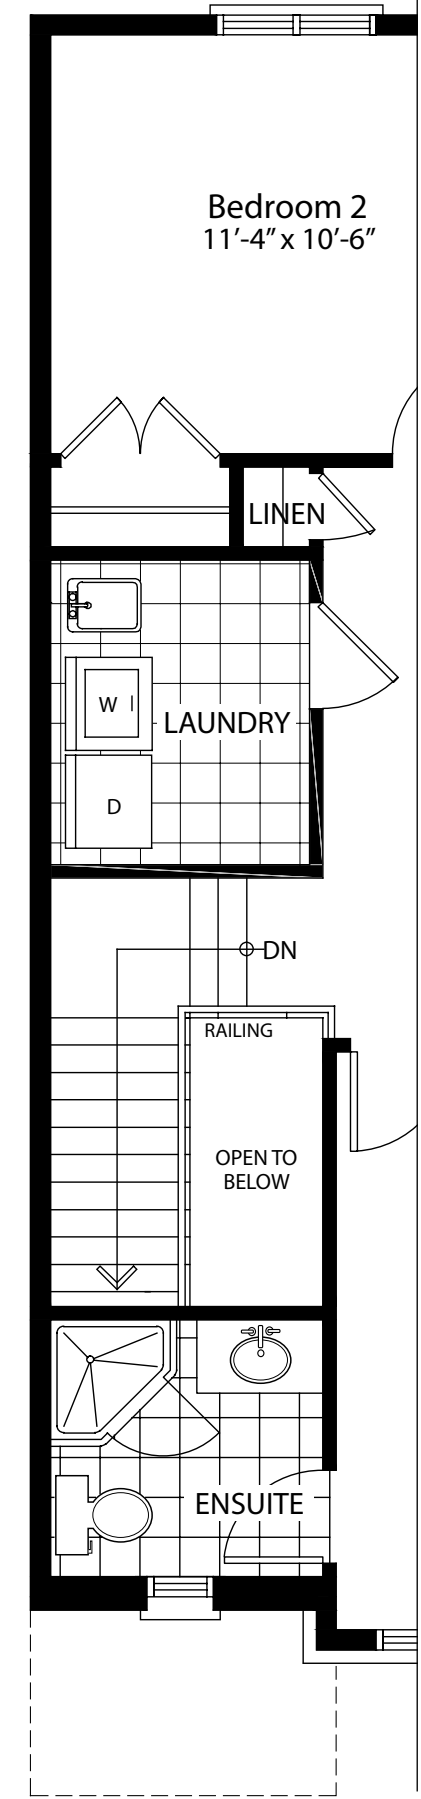 Bedroom 2
11'-4" x 10'-6"
LINEN
W
LAUNDRY
D
DN
RAILING
OPEN TO
BELOW
ENSUITE